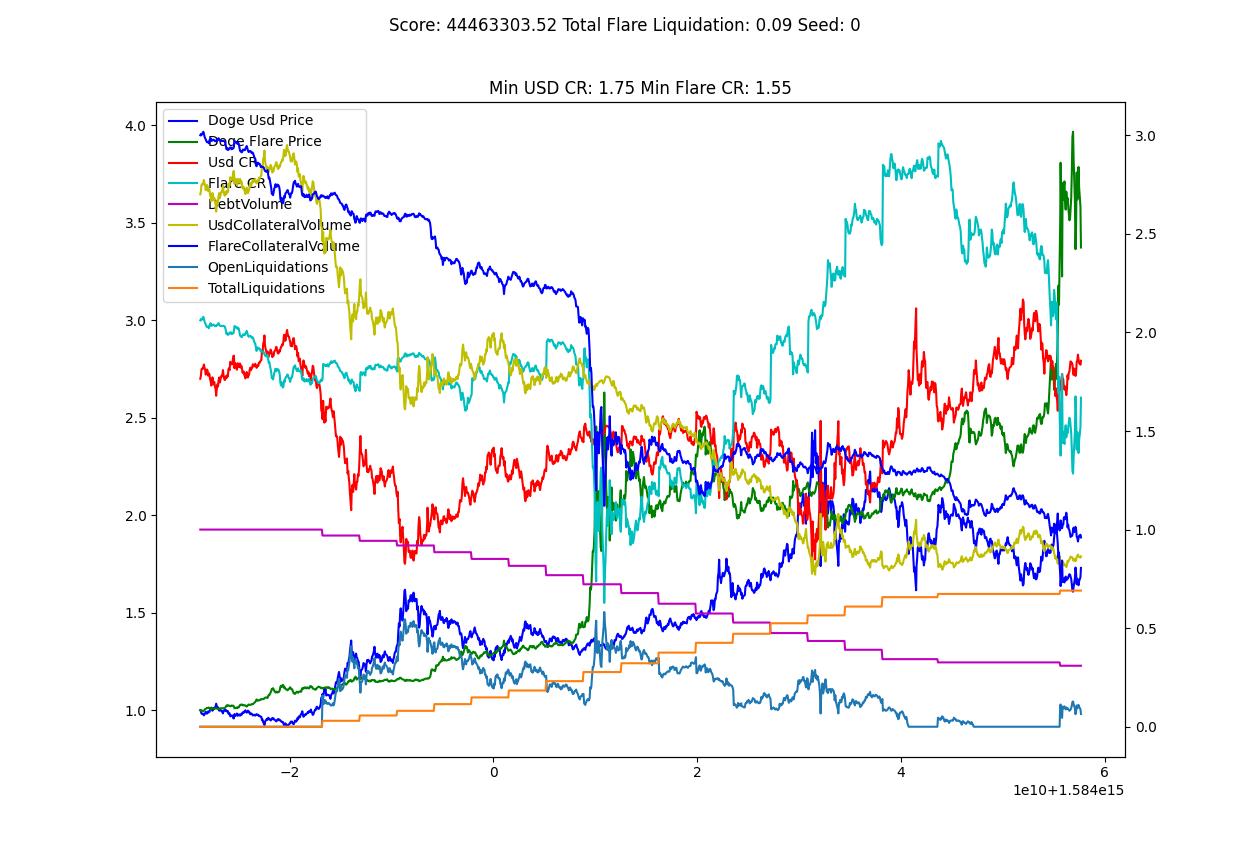 Score: 44463303.52 Total Flare Liquidation: 0.09 Seed: 0
Min USD CR: 1.75 Min Flare CR: 1.55
Doge Usd Price
Doge Flare Price
Usd CR
Flare CR
DebtVolume
UsdCollateralVolume
FlareCollateralVolume
OpenLiquidations
TotalLiquidations
4.0
3.5
3.0
2.5
2.0
1.5
1.0
3.0
2.5
2.0
1.5
1.0
0.5
0.0
−2
0
2
4
6
1e10+1.584e15